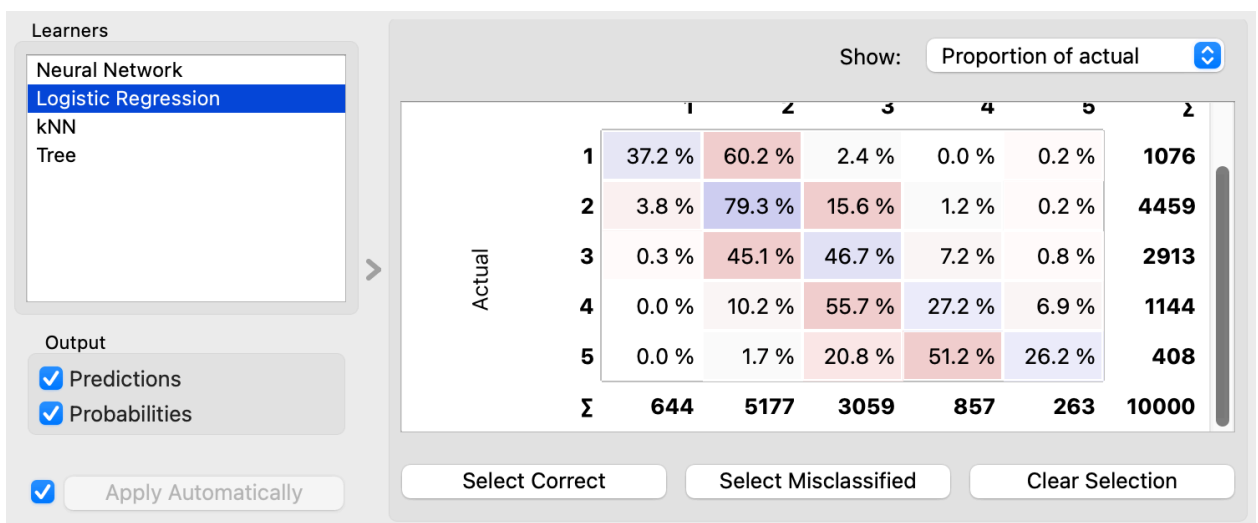 Learners
Neural Network
Logistic Regression
kNN
Tree
Output
Predictions
Probabilities
Apply Automatically
Show: Proportion of actual
1 2 3 4 5 Σ
Actual
1 37.2 % 60.2 % 2.4 % 0.0 % 0.2 % 1076
2 3.8 % 79.3 % 15.6 % 1.2 % 0.2 % 4459
3 0.3 % 45.1 % 46.7 % 7.2 % 0.8 % 2913
4 0.0 % 10.2 % 55.7 % 27.2 % 6.9 % 1144
5 0.0 % 1.7 % 20.8 % 51.2 % 26.2 % 408
Σ 644 5177 3059 857 263 10000
Select Correct Select Misclassified Clear Selection